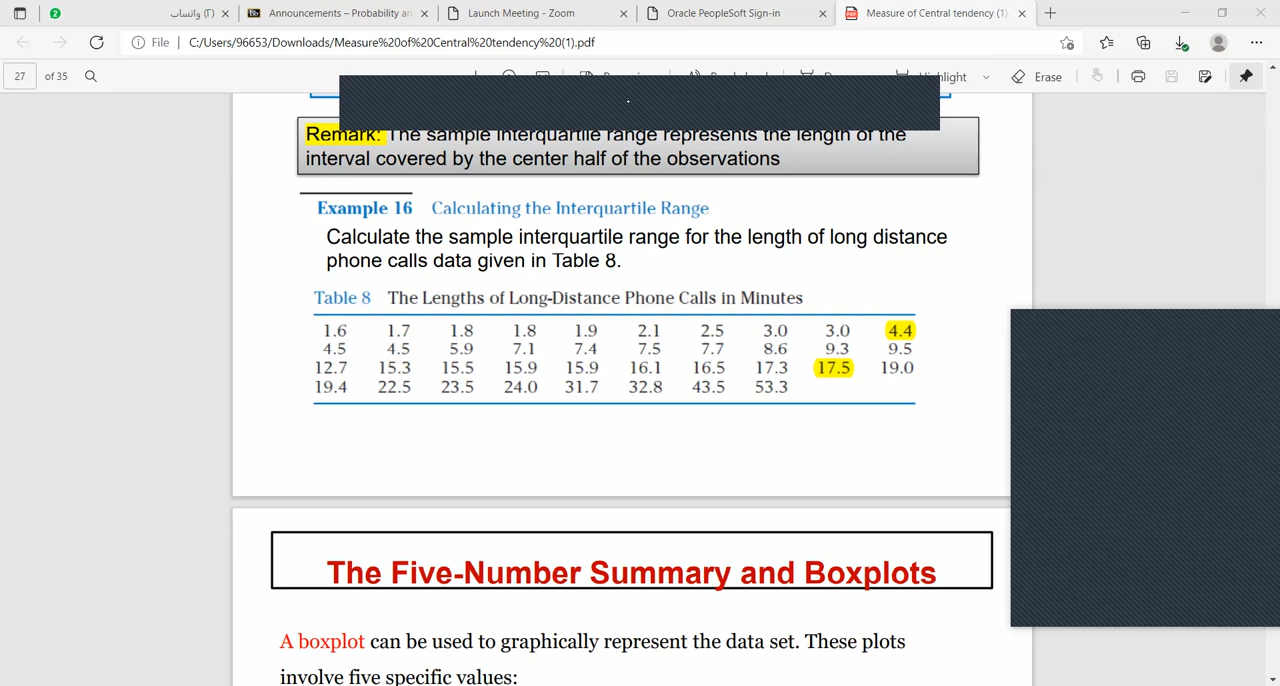 واتساب (٢)
Announcements – Probability an
Launch Meeting - Zoom
Oracle PeopleSoft Sign-in
Measure of Central tendency (1).
File
C:/Users/96653/Downloads/Measure%20of%20Central%20tendency%20(1).pdf
27 of 35
Highlight
Erase
Remark: The sample interquartile range represents the length of the
interval covered by the center half of the observations
Example 16 Calculating the Interquartile Range
Calculate the sample interquartile range for the length of long distance
phone calls data given in Table 8.
Table 8 The Lengths of Long-Distance Phone Calls in Minutes
1.6 1.7 1.8 1.8 1.9 2.1 2.5 3.0 3.0 4.4
4.5 4.5 5.9 7.1 7.4 7.5 7.7 8.6 9.3 9.5
12.7 15.3 15.5 15.9 15.9 16.1 16.5 17.3 17.5 19.0
19.4 22.5 23.5 24.0 31.7 32.8 43.5 53.3
The Five-Number Summary and Boxplots
A boxplot can be used to graphically represent the data set. These plots
involve five specific values: